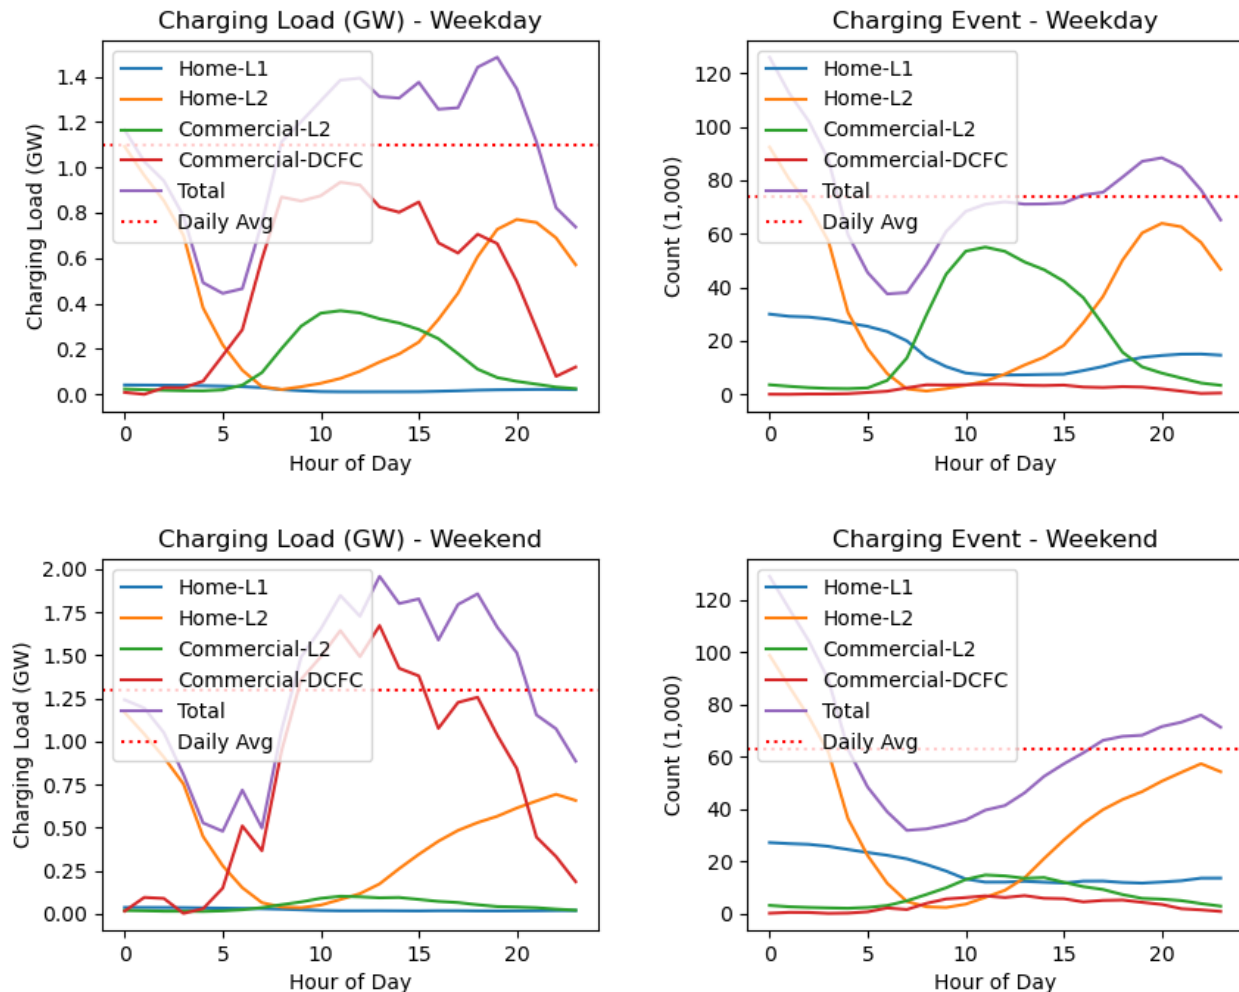 Charging Load (GW) - Weekday
Charging Load (GW)
1.4
1.2
1.0
0.8
0.6
0.4
0.2
0.0
Home-L1
Home-L2
Commercial-L2
Commercial-DCFC
Total
Daily Avg
0 5 10 15 20
Hour of Day
Charging Event - Weekday
Count (1,000)
120
100
80
60
40
20
0
Home-L1
Home-L2
Commercial-L2
Commercial-DCFC
Total
Daily Avg
0 5 10 15 20
Hour of Day
Charging Load (GW) - Weekend
Charging Load (GW)
2.00
1.75
1.50
1.25
1.00
0.75
0.50
0.25
0.00
Home-L1
Home-L2
Commercial-L2
Commercial-DCFC
Total
Daily Avg
0 5 10 15 20
Hour of Day
Charging Event - Weekend
Count (1,000)
120
100
80
60
40
20
0
Home-L1
Home-L2
Commercial-L2
Commercial-DCFC
Total
Daily Avg
0 5 10 15 20
Hour of Day